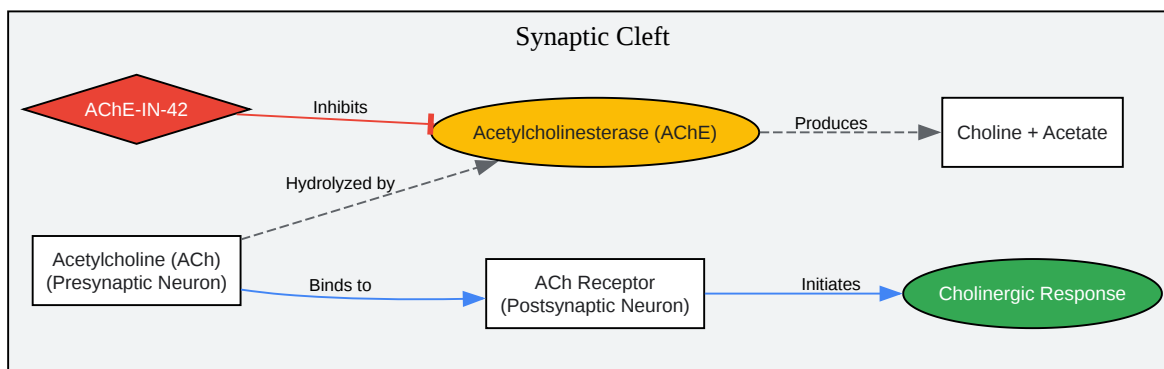 Synaptic Cleft
AChE-IN-42
Inhibits
Acetylcholinesterase (AChE)
Produces
Choline + Acetate
Hydrolyzed by
Acetylcholine (ACh)
(Presynaptic Neuron)
Binds to
ACh Receptor
(Postsynaptic Neuron)
Initiates
Cholinergic Response